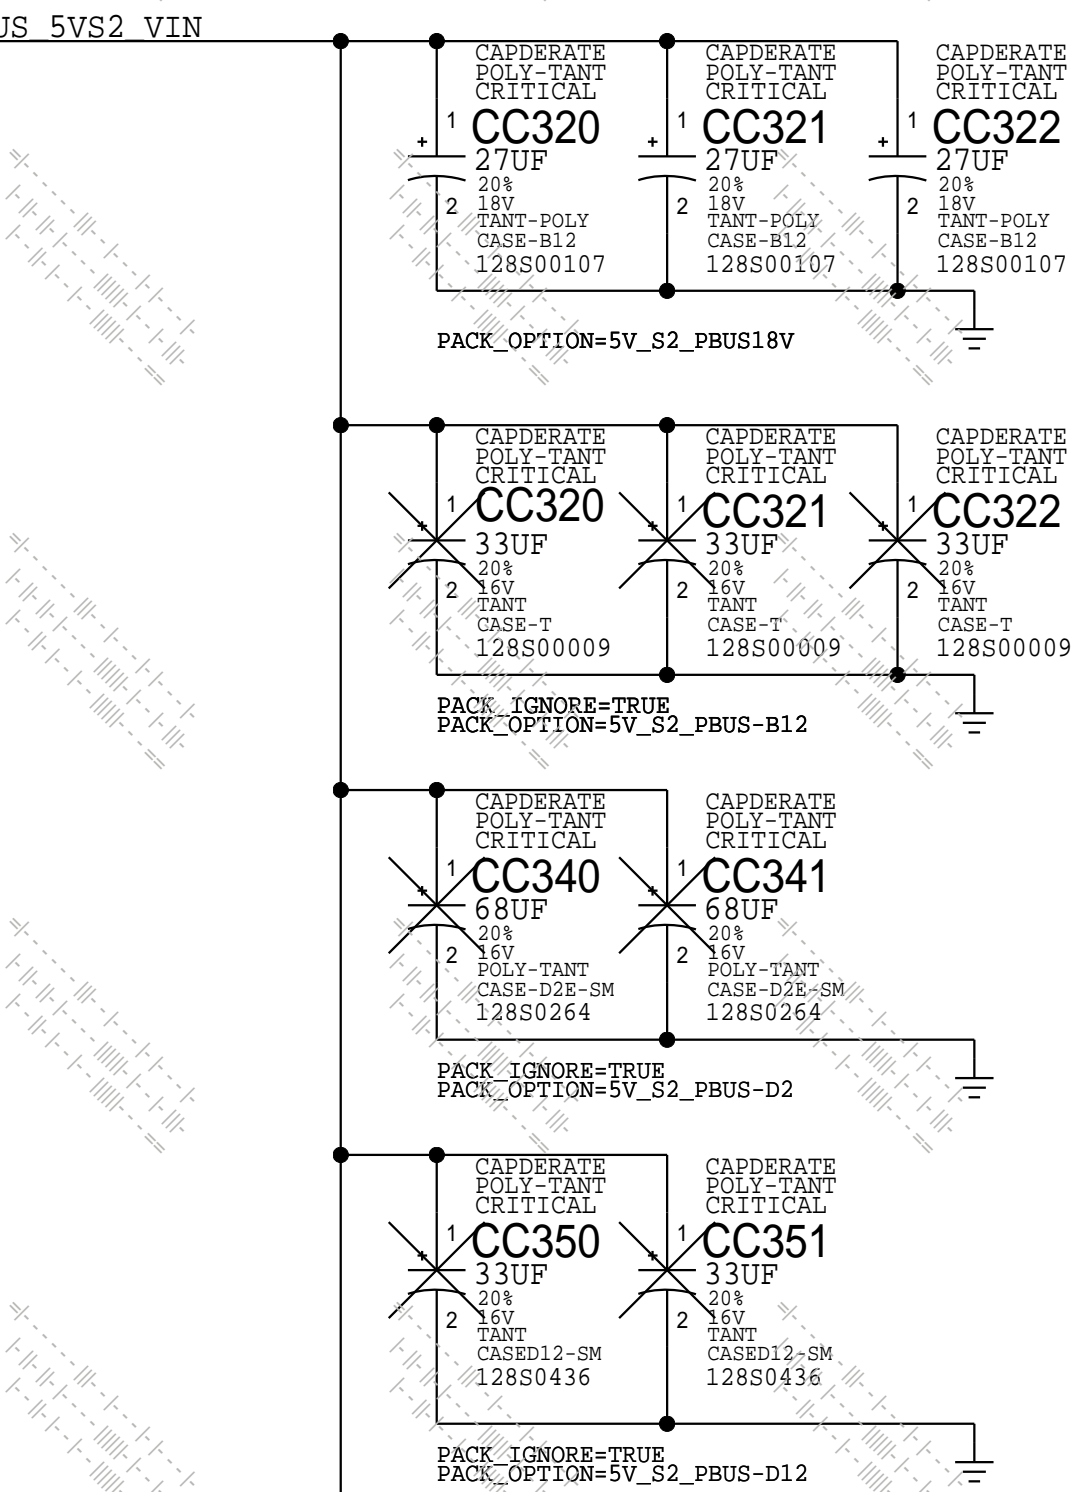 US_5VS2_VIN
CAPDERATE
POLY-TANT
CRITICAL
1
CC320
+
27UF
20%
18V
2
TANT-POLY
CASE-B12
128S00107
CAPDERATE
POLY-TANT
CRITICAL
1
CC321
+
27UF
20%
18V
2
TANT-POLY
CASE-B12
128S00107
CAPDERATE
POLY-TANT
CRITICAL
1
CC322
+
27UF
20%
18V
2
TANT-POLY
CASE-B12
128S00107
PACK_OPTION=5V_S2_PBUS18V
CAPDERATE
POLY-TANT
CRITICAL
1
CC320
+
33UF
20%
16V
2
TANT
CASE-T
128S00009
CAPDERATE
POLY-TANT
CRITICAL
1
CC321
+
33UF
20%
16V
2
TANT
CASE-T
128S00009
CAPDERATE
POLY-TANT
CRITICAL
1
CC322
+
33UF
20%
16V
2
TANT
CASE-T
128S00009
PACK_IGNORE=TRUE
PACK_OPTION=5V_S2_PBUS-B12
CAPDERATE
POLY-TANT
CRITICAL
1
CC340
+
68UF
20%
16V
2
POLY-TANT
CASE-D2E-SM
128S0264
CAPDERATE
POLY-TANT
CRITICAL
1
CC341
+
68UF
20%
16V
2
POLY-TANT
CASE-D2E-SM
128S0264
PACK_IGNORE=TRUE
PACK_OPTION=5V_S2_PBUS-D2
CAPDERATE
POLY-TANT
CRITICAL
1
CC350
+
33UF
20%
16V
2
TANT
CASED12-SM
128S0436
CAPDERATE
POLY-TANT
CRITICAL
1
CC351
+
33UF
20%
16V
2
TANT
CASED12-SM
128S0436
PACK_IGNORE=TRUE
PACK_OPTION=5V_S2_PBUS-D12